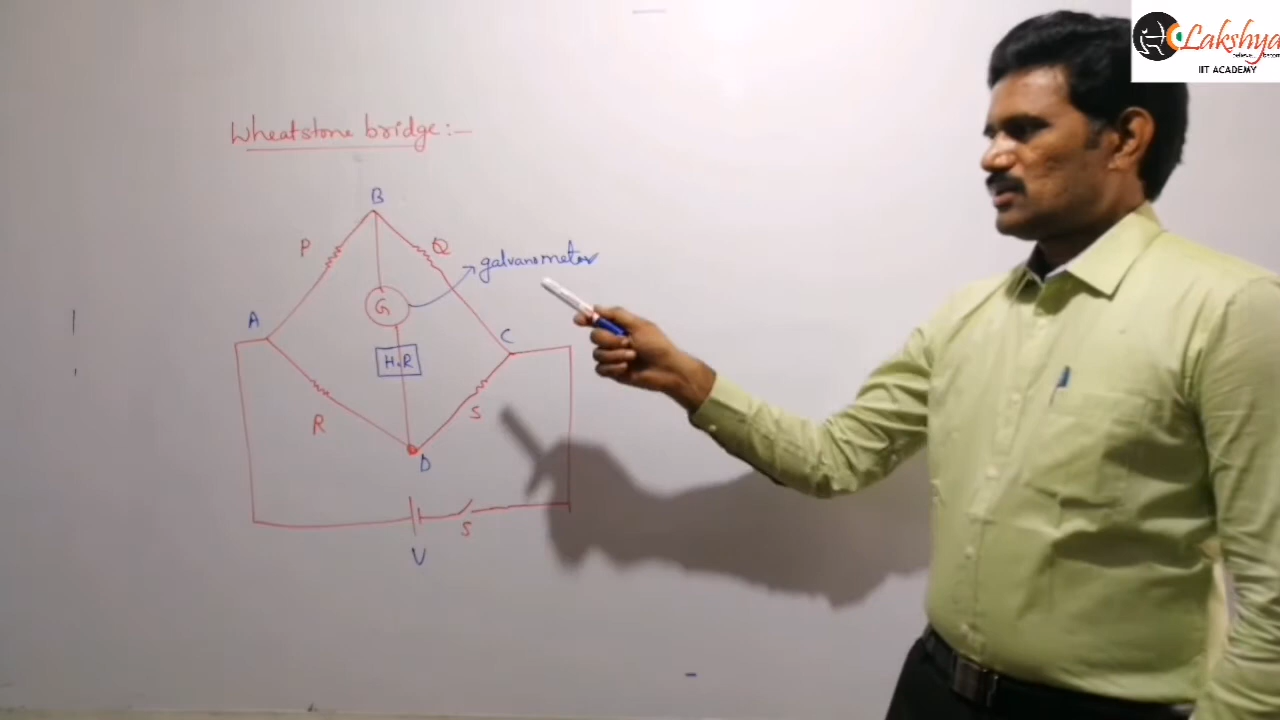 Lakshya
IIT ACADEMY
Wheatstone bridge:-
B
P
Q
galvanometer
G
A
C
H.R
S
R
D
S
V